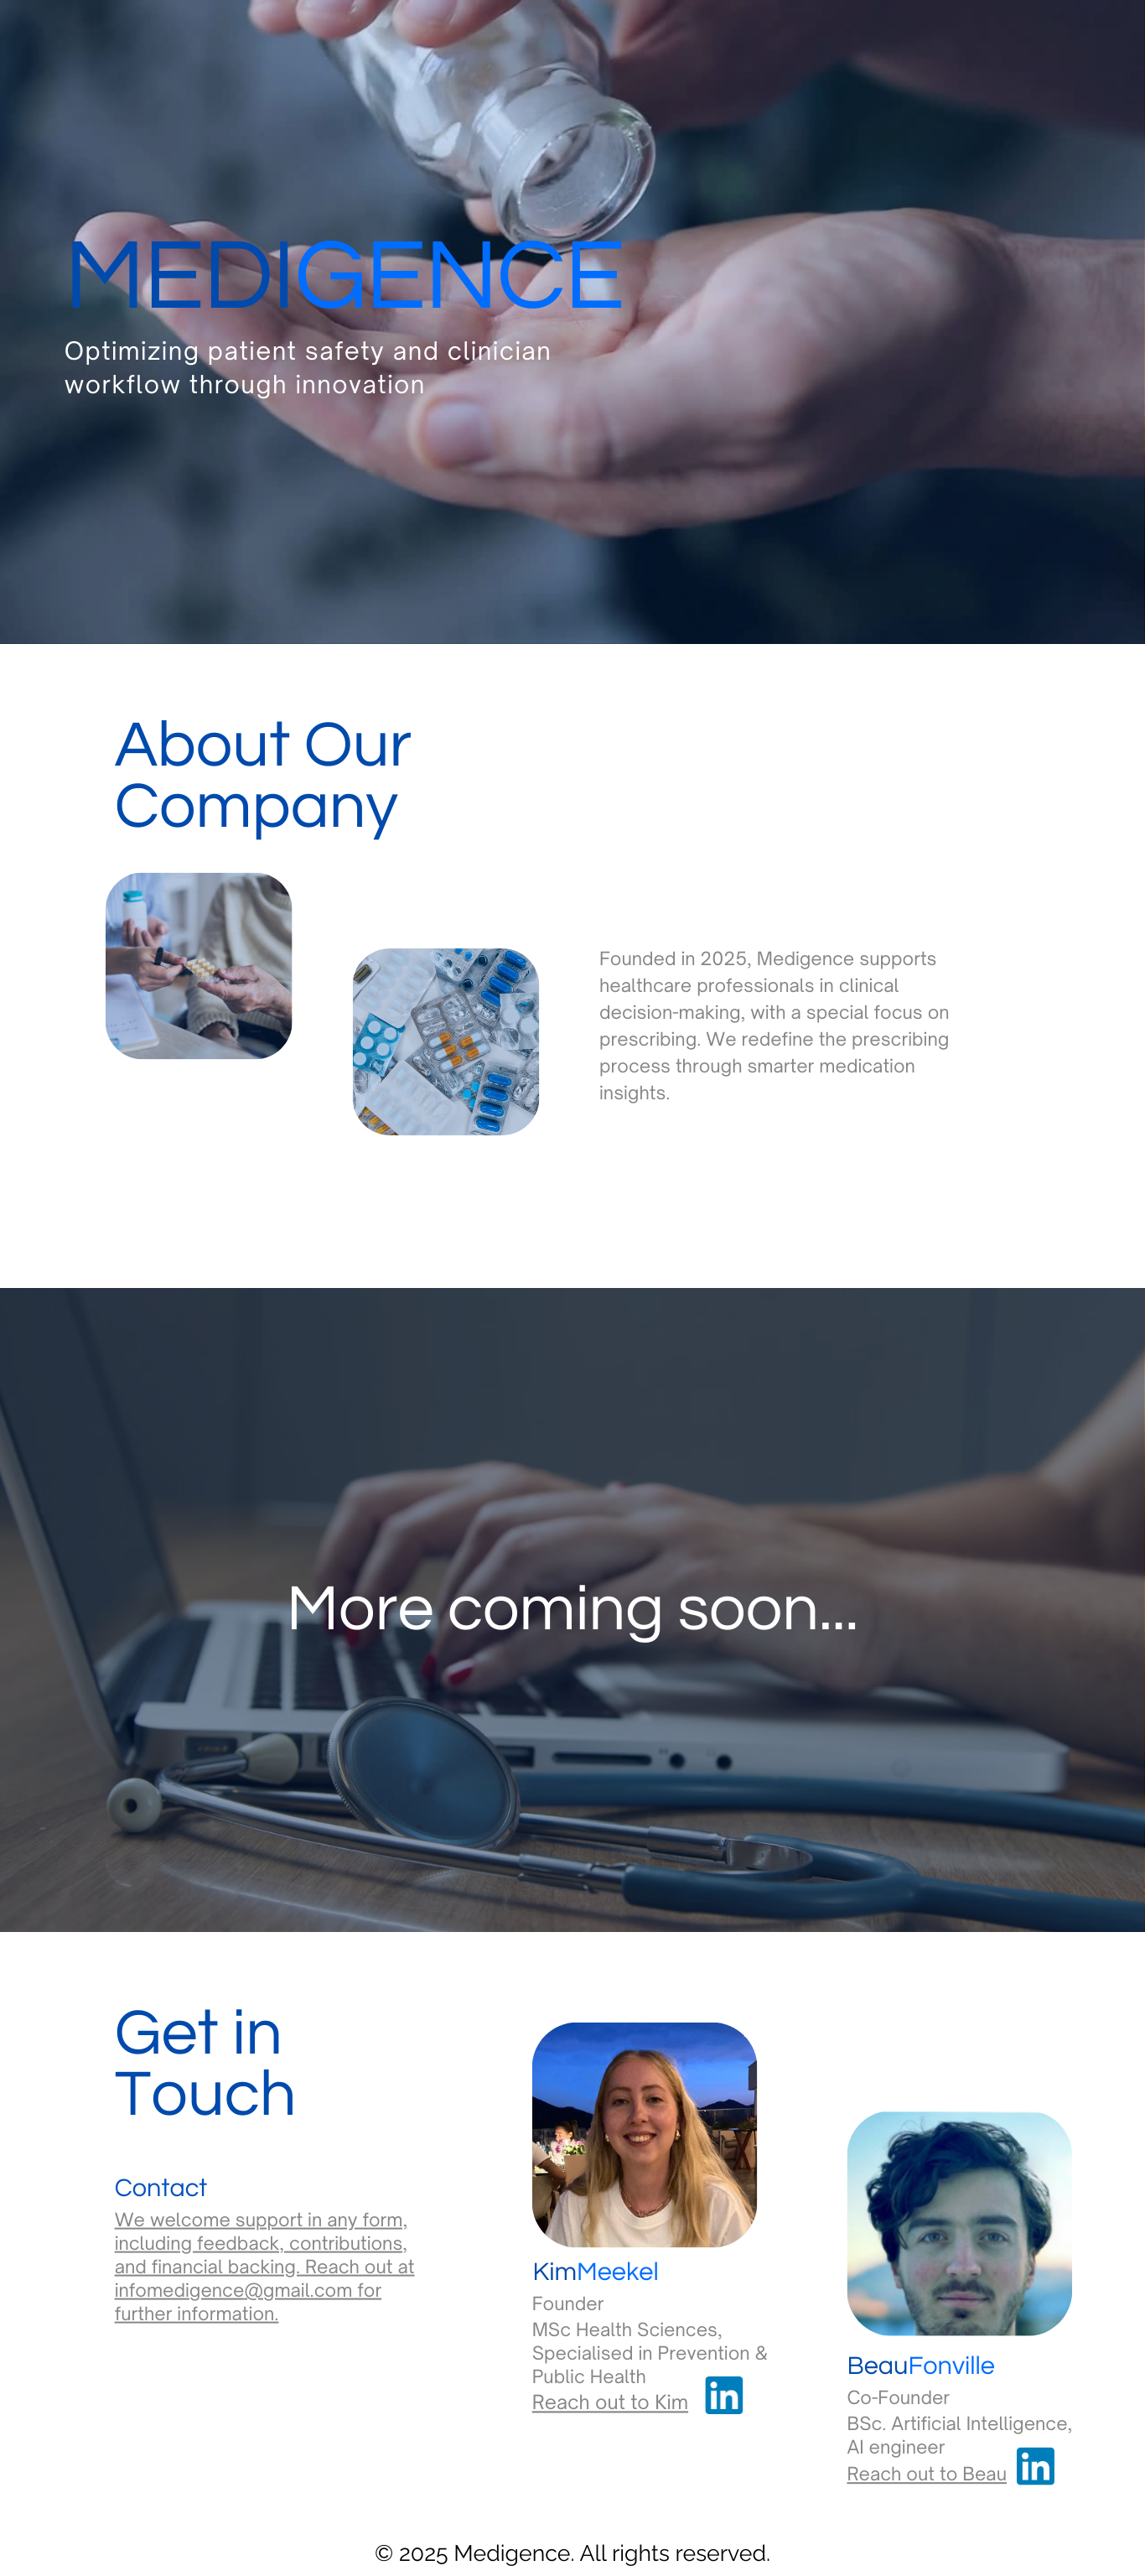 MEDIGENCE
Optimizing patient safety and clinician
workflow through innovation
About Our
Company
Founded in 2025, Medigence supports
healthcare professionals in clinical
decision-making, with a special focus on
prescribing. We redefine the prescribing
process through smarter medication
insights.
More coming soon...
Get in
Touch
Contact
We welcome support in any form,
including feedback, contributions,
and financial backing. Reach out at
infomedigence@gmail.com for
further information.
KimMeekel
Founder
MSc Health Sciences,
Specialised in Prevention &
Public Health
Reach out to Kim
in
BeauFonville
Co-Founder
BSc. Artificial Intelligence,
AI engineer
Reach out to Beau
in
© 2025 Medigence. All rights reserved.